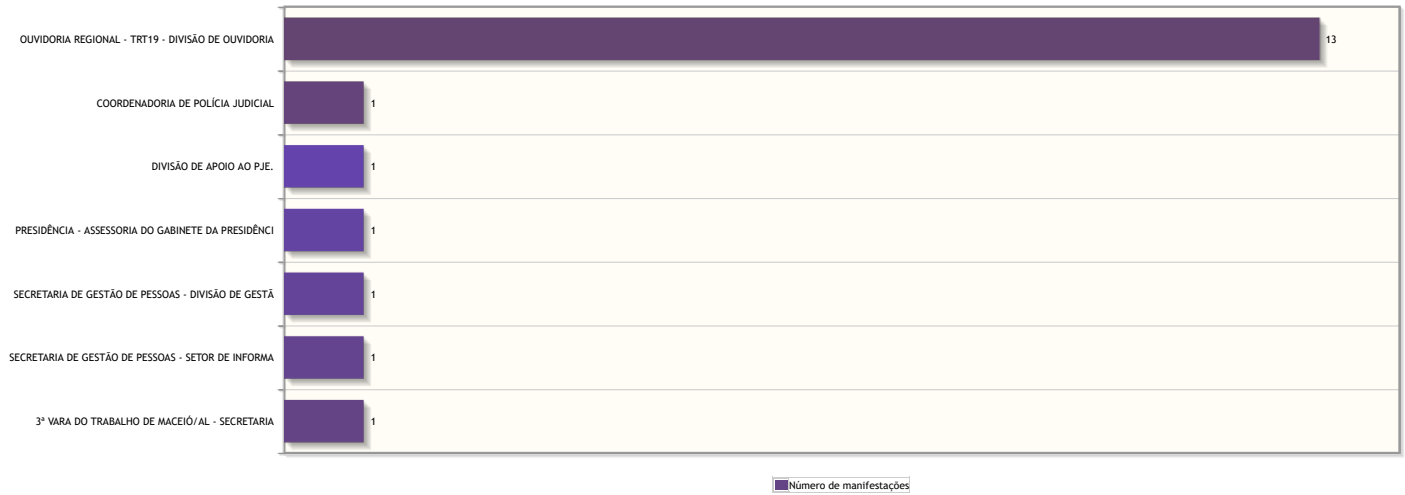 OUVIDORIA REGIONAL - TRT19 - DIVISÃO DE OUVIDORIA
13
COORDENADORIA DE POLÍCIA JUDICIAL
1
DIVISÃO DE APOIO AO PJE.
1
PRESIDÊNCIA - ASSESSORIA DO GABINETE DA PRESIDÊNCI
1
SECRETARIA DE GESTÃO DE PESSOAS - DIVISÃO DE GESTÃ
1
SECRETARIA DE GESTÃO DE PESSOAS - SETOR DE INFORMA
1
3ª VARA DO TRABALHO DE MACEIÓ/AL - SECRETARIA
1
Número de manifestações